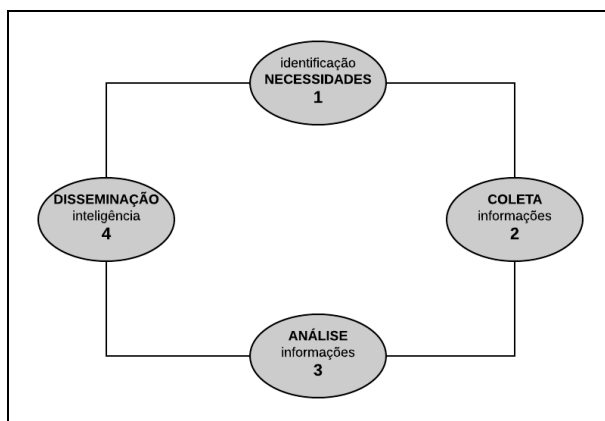 identificação
NECESSIDADES
1
DISSEMINAÇÃO
inteligência
4
COLETA
informações
2
ANÁLISE
informações
3